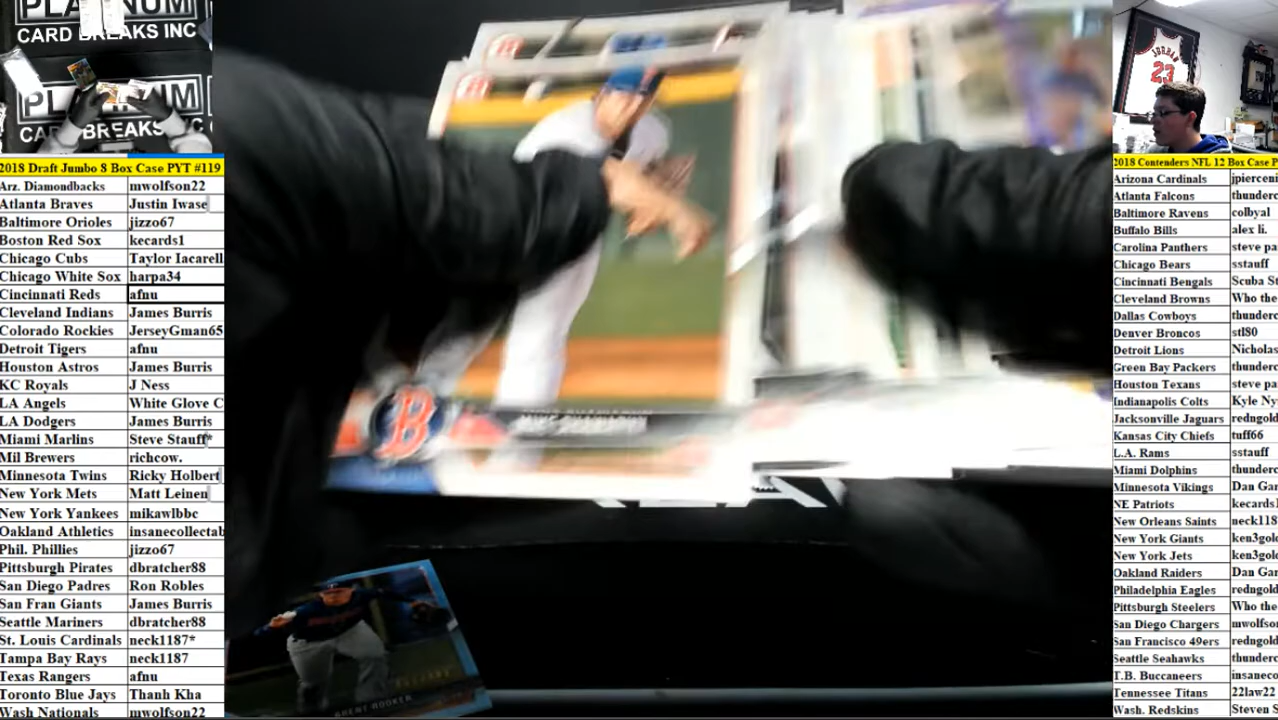 PLATINUM
CARD BREAKS INC
PLATINUM
CARD BREAKS INC
2018 Draft Jumbo 8 Box Case PYT #119
Arz. Diamondbacks mwolfson22
Atlanta Braves Justin Iwase
Baltimore Orioles jizzo67
Boston Red Sox kecards1
Chicago Cubs Taylor Iacarell
Chicago White Sox harpa34
Cincinnati Reds afnu
Cleveland Indians James Burris
Colorado Rockies JerseyGman65
Detroit Tigers afnu
Houston Astros James Burris
KC Royals J Ness
LA Angels White Glove C
LA Dodgers James Burris
Miami Marlins Steve Stauff*
Mil Brewers richcow.
Minnesota Twins Ricky Holbert
New York Mets Matt Leinen
New York Yankees mikawlbbc
Oakland Athletics insanecollectab
Phil. Phillies jizzo67
Pittsburgh Pirates dbratcher88
San Diego Padres Ron Robles
San Fran Giants James Burris
Seattle Mariners dbratcher88
St. Louis Cardinals neck1187*
Tampa Bay Rays neck1187
Texas Rangers afnu
Toronto Blue Jays Thanh Kha
Wash Nationals mwolfson22
B
BRENT ROOKER
JORDAN
23
2018 Contenders NFL 12 Box Case P
Arizona Cardinals jpierceni
Atlanta Falcons thunderc
Baltimore Ravens colbyal
Buffalo Bills alex li.
Carolina Panthers steve pa
Chicago Bears sstauff
Cincinnati Bengals Scuba St
Cleveland Browns Who the
Dallas Cowboys thunderc
Denver Broncos stl80
Detroit Lions Nicholas
Green Bay Packers thunderc
Houston Texans steve pa
Indianapolis Colts Kyle Ny
Jacksonville Jaguars redngold
Kansas City Chiefs tuff66
L.A. Rams sstauff
Miami Dolphins thunderc
Minnesota Vikings Dan Gar
NE Patriots kecards1
New Orleans Saints neck118
New York Giants ken3gold
New York Jets ken3gold
Oakland Raiders Dan Gar
Philadelphia Eagles redngold
Pittsburgh Steelers Who the
San Diego Chargers mwolfso
San Francisco 49ers redngold
Seattle Seahawks thunderc
T.B. Buccaneers insaneco
Tennessee Titans 22law22
Wash. Redskins Steven S